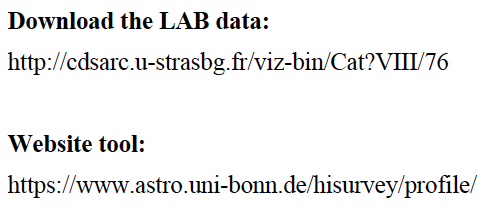 Download the LAB data:
http://cdsarc.u-strasbg.fr/viz-bin/Cat?VIII/76
Website tool:
https://www.astro.uni-bonn.de/hisurvey/profile/